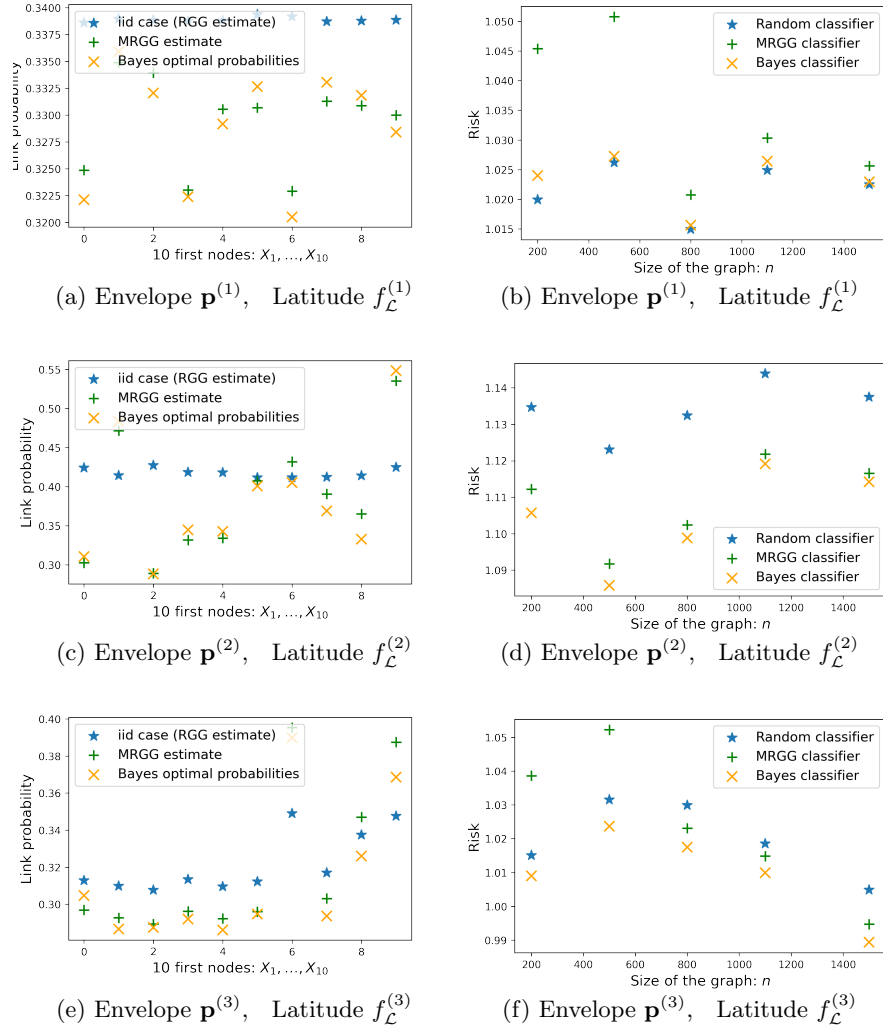 0.3400
0.3375
0.3350
0.3325
0.3300
0.3275
0.3250
0.3225
0.3200
Link probability
iid case (RGG estimate)
MRGG estimate
Bayes optimal probabilities
0 2 4 6 8
10 first nodes: X₁, ..., X₁₀
(a) Envelope p⁽¹⁾, Latitude f_ℒ⁽¹⁾
1.050
1.045
1.040
1.035
1.030
1.025
1.020
1.015
Risk
Random classifier
MRGG classifier
Bayes classifier
200 400 600 800 1000 1200 1400
Size of the graph: n
(b) Envelope p⁽¹⁾, Latitude f_ℒ⁽¹⁾
0.55
0.50
0.45
0.40
0.35
0.30
Link probability
iid case (RGG estimate)
MRGG estimate
Bayes optimal probabilities
0 2 4 6 8
10 first nodes: X₁, ..., X₁₀
(c) Envelope p⁽²⁾, Latitude f_ℒ⁽²⁾
1.14
1.13
1.12
1.11
1.10
1.09
Risk
Random classifier
MRGG classifier
Bayes classifier
200 400 600 800 1000 1200 1400
Size of the graph: n
(d) Envelope p⁽²⁾, Latitude f_ℒ⁽²⁾
0.40
0.38
0.36
0.34
0.32
0.30
Link probability
iid case (RGG estimate)
MRGG estimate
Bayes optimal probabilities
0 2 4 6 8
10 first nodes: X₁, ..., X₁₀
(e) Envelope p⁽³⁾, Latitude f_ℒ⁽³⁾
1.05
1.04
1.03
1.02
1.01
1.00
0.99
Risk
Random classifier
MRGG classifier
Bayes classifier
200 400 600 800 1000 1200 1400
Size of the graph: n
(f) Envelope p⁽³⁾, Latitude f_ℒ⁽³⁾